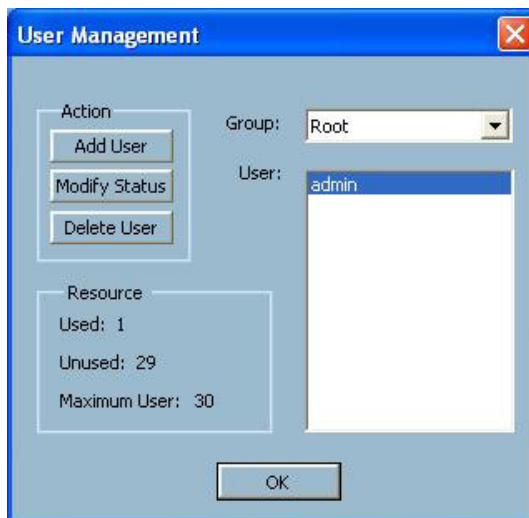 User Management
Action
Add User
Modify Status
Delete User
Group: Root
User:
admin
Resource
Used: 1
Unused: 29
Maximum User: 30
OK